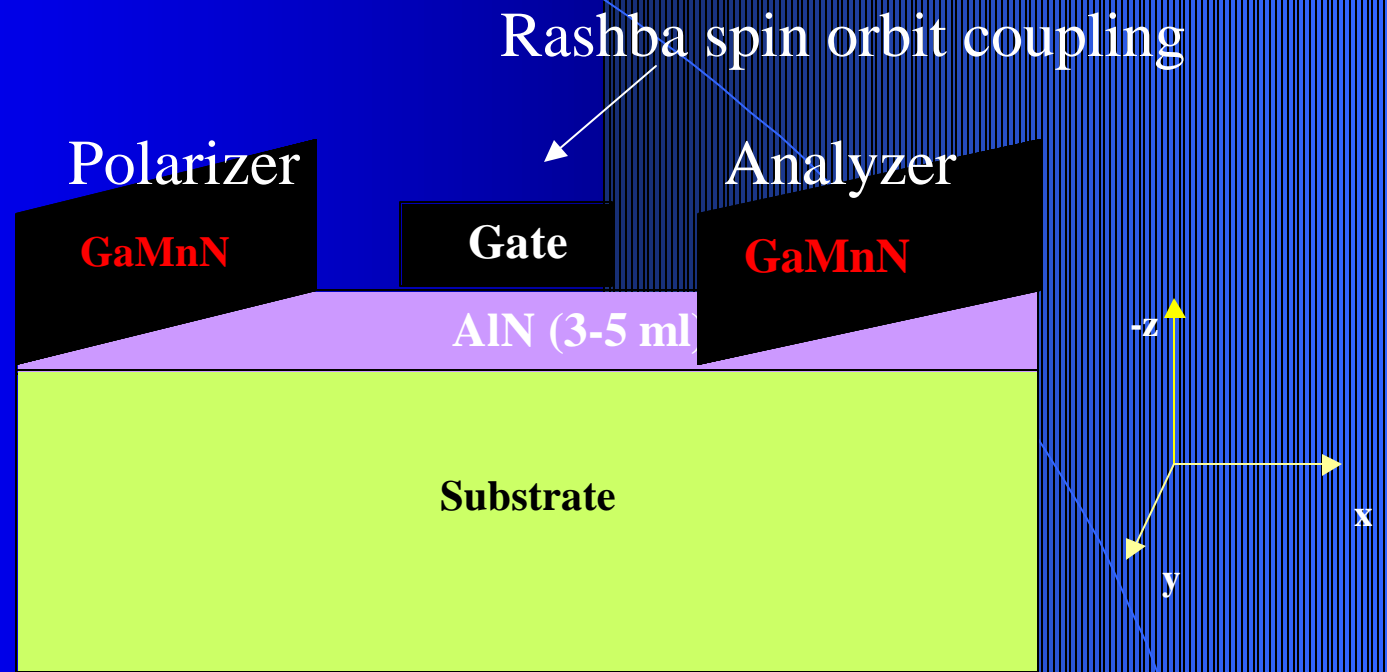 Rashba spin orbit coupling
Polarizer
Analyzer
GaMnN
Gate
GaMnN
AlN (3-5 ml)
-z
Substrate
x
y